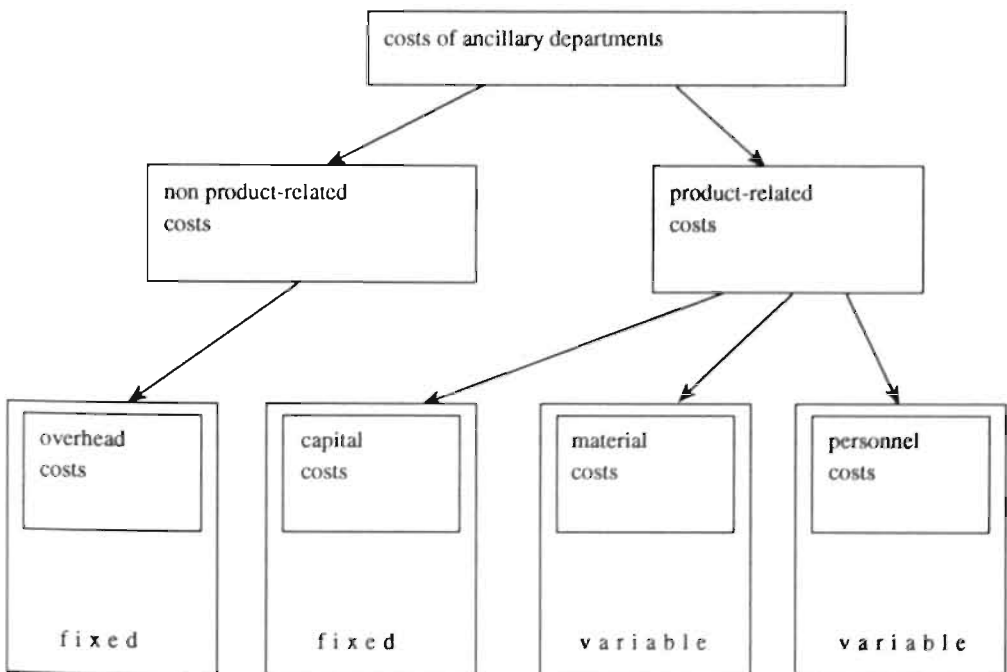 costs of ancillary departments
non product-related
costs
product-related
costs
overhead
costs
capital
costs
material
costs
personnel
costs
fixed
fixed
variable
variable